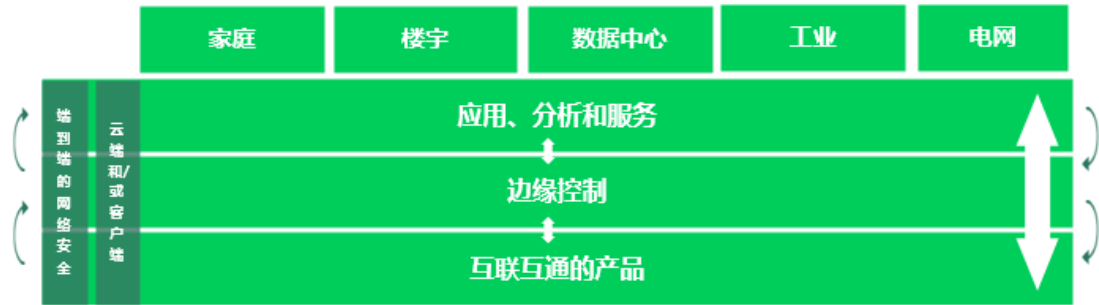 家庭
楼宇
数据中心
工业
电网
端到端的网络安全
云端和/或客户端
应用、分析和服务
边缘控制
互联互通的产品